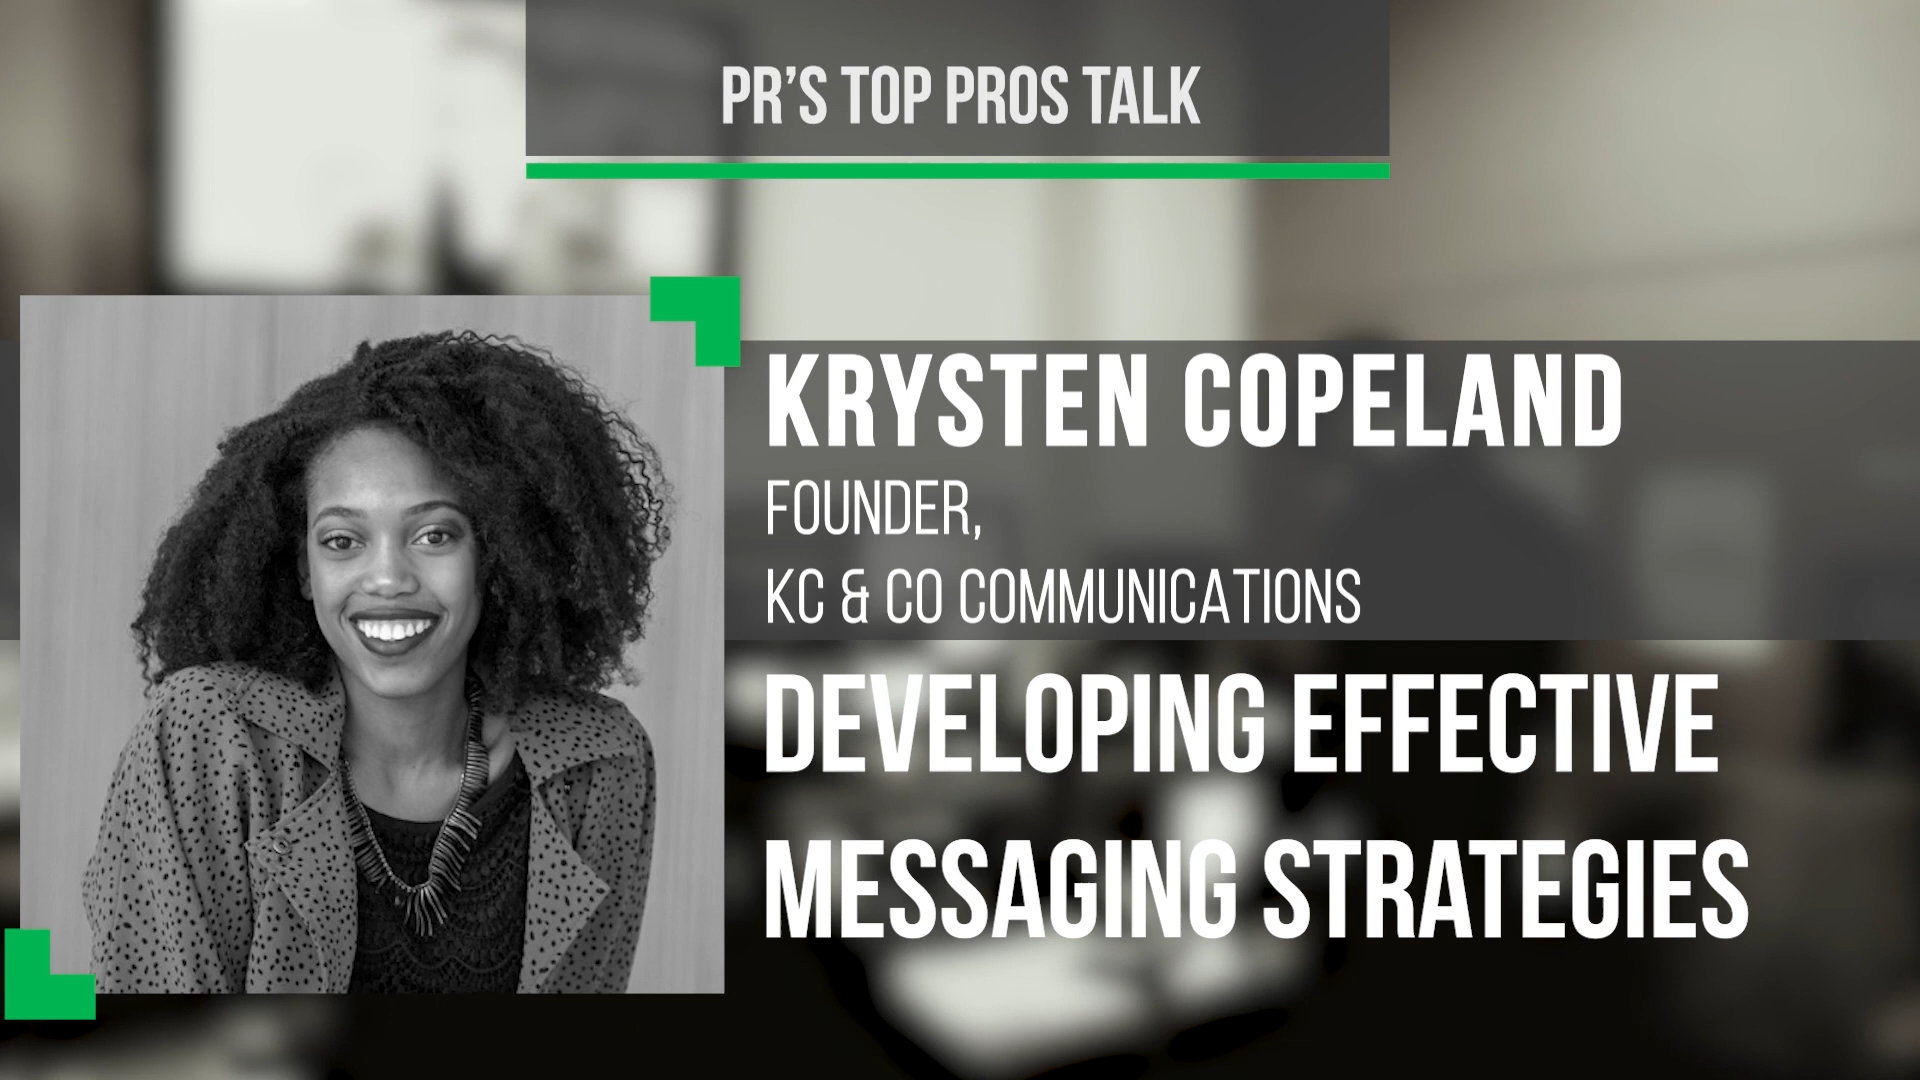 PR'S TOP PROS TALK
KRYSTEN COPELAND
FOUNDER,
KC & CO COMMUNICATIONS
DEVELOPING EFFECTIVE
MESSAGING STRATEGIES